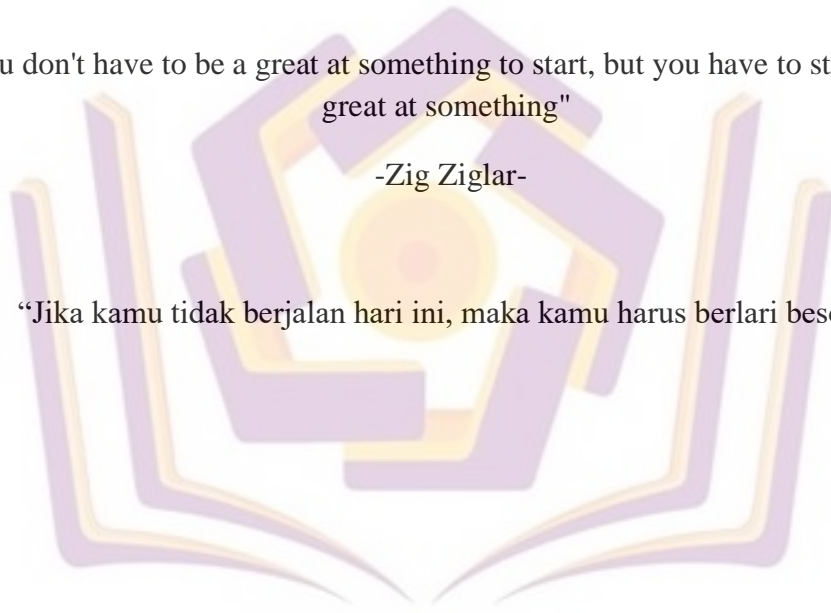 u don't have to be a great at something to start, but you have to st
great at something"
-Zig Ziglar-
“Jika kamu tidak berjalan hari ini, maka kamu harus berlari bes